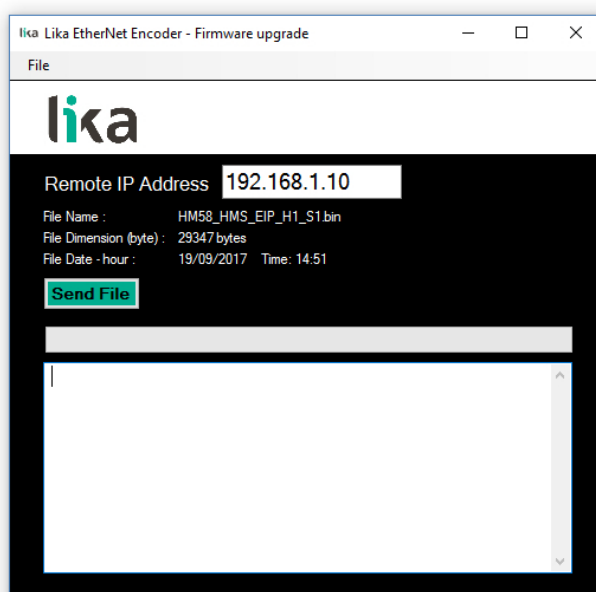 lika Lika EtherNet Encoder - Firmware upgrade
File
lika
Remote IP Address 192.168.1.10
File Name : HM58_HMS_EIP_H1_S1.bin
File Dimension (byte) : 29347 bytes
File Date - hour : 19/09/2017 Time: 14:51
Send File